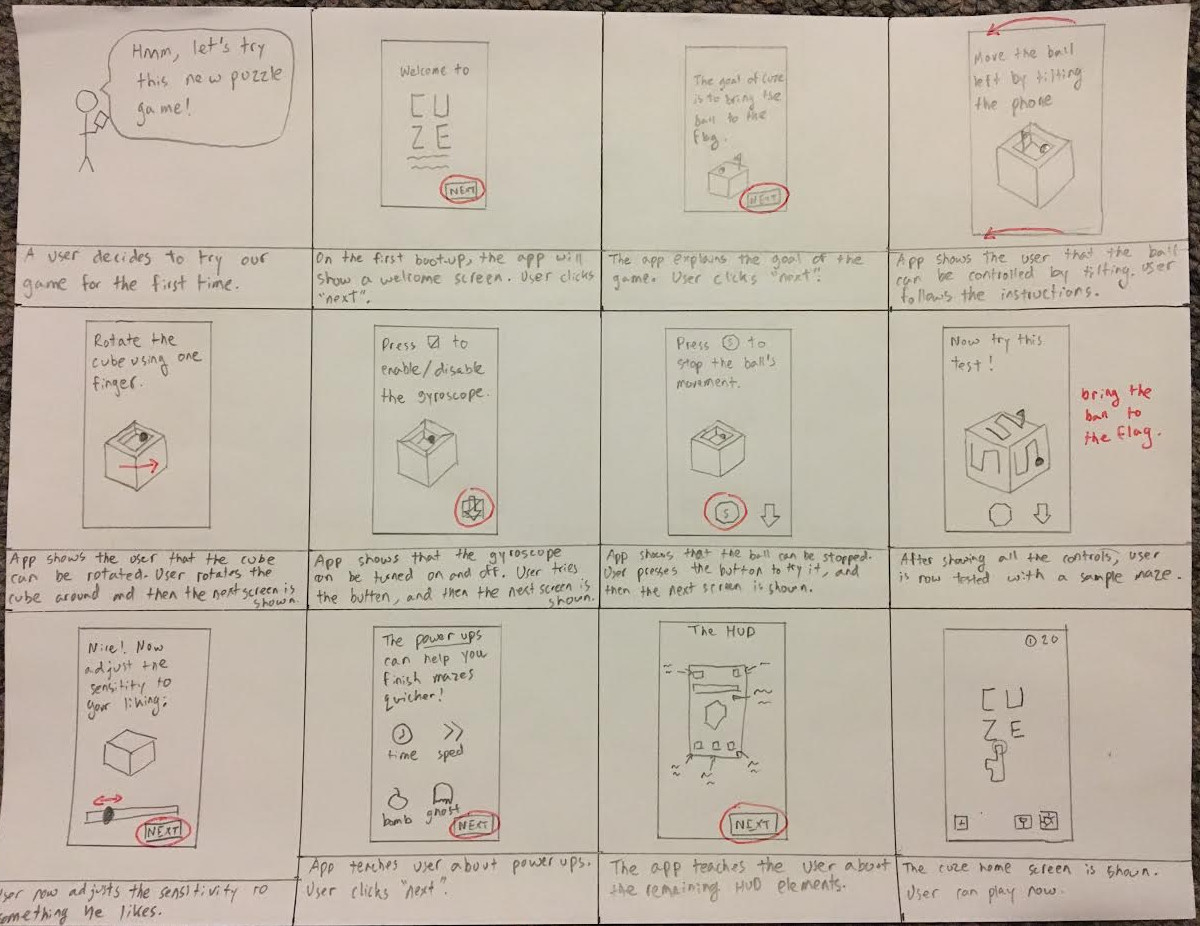 Hmm, let's try
this new puzzle
game!
A user decides to try our
game for the first time.
Welcome to
CU
ZE
NEXT
On the first boot-up, the app will
show a welcome screen. User clicks
"next".
The goal of cuze
is to bring the
ball to the
flag.
NEXT
The app explains the goal of the
game. User clicks "next".
Move the ball
left by tilting
the phone
App shows the user that the ball
can be controlled by tilting. User
follows the instructions.
Rotate the
cube using one
finger.
App shows the user that the cube
can be rotated. User rotates the
cube around and then the next screen is
shown.
Press to
enable/disable
the gyroscope.
App shows that the gyroscope
can be turned on and off. User tries
the button, and then the next screen is
shown.
Press S to
stop the ball's
movement.
S
App shows that the ball can be stopped.
User presses the button to try it, and
then the next screen is shown.
Now try this
test!
bring the
ball to
the flag.
After showing all the controls, user
is now tested with a sample maze.
Nice! Now
adjust the
sensitity to
your liking:
NEXT
User now adjusts the sensitivity to
something he likes.
The power ups
can help you
finish mazes
quicher!
time sped
bomb ghost
NEXT
App teaches user about power ups.
User clicks "next".
The HUD
NEXT
The app teaches the user about
the remaining HUD elements.
20
CU
ZE
The cuze home screen is shown.
User can play now.